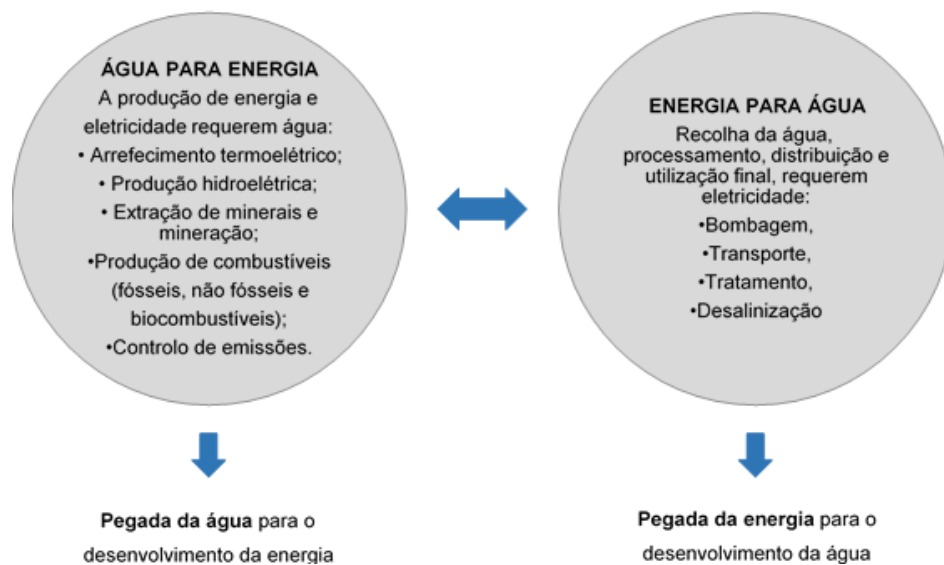 ÁGUA PARA ENERGIA
A produção de energia e
eletricidade requerem água:
• Arrefecimento termoelétrico;
• Produção hidroelétrica;
• Extração de minerais e
mineração;
•Produção de combustíveis
(fósseis, não fósseis e
biocombustíveis);
•Controlo de emissões.
Pegada da água para o
desenvolvimento da energia
ENERGIA PARA ÁGUA
Recolha da água,
processamento, distribuição e
utilização final, requerem
eletricidade:
•Bombagem,
•Transporte,
•Tratamento,
•Desalinização
Pegada da energia para o
desenvolvimento da água